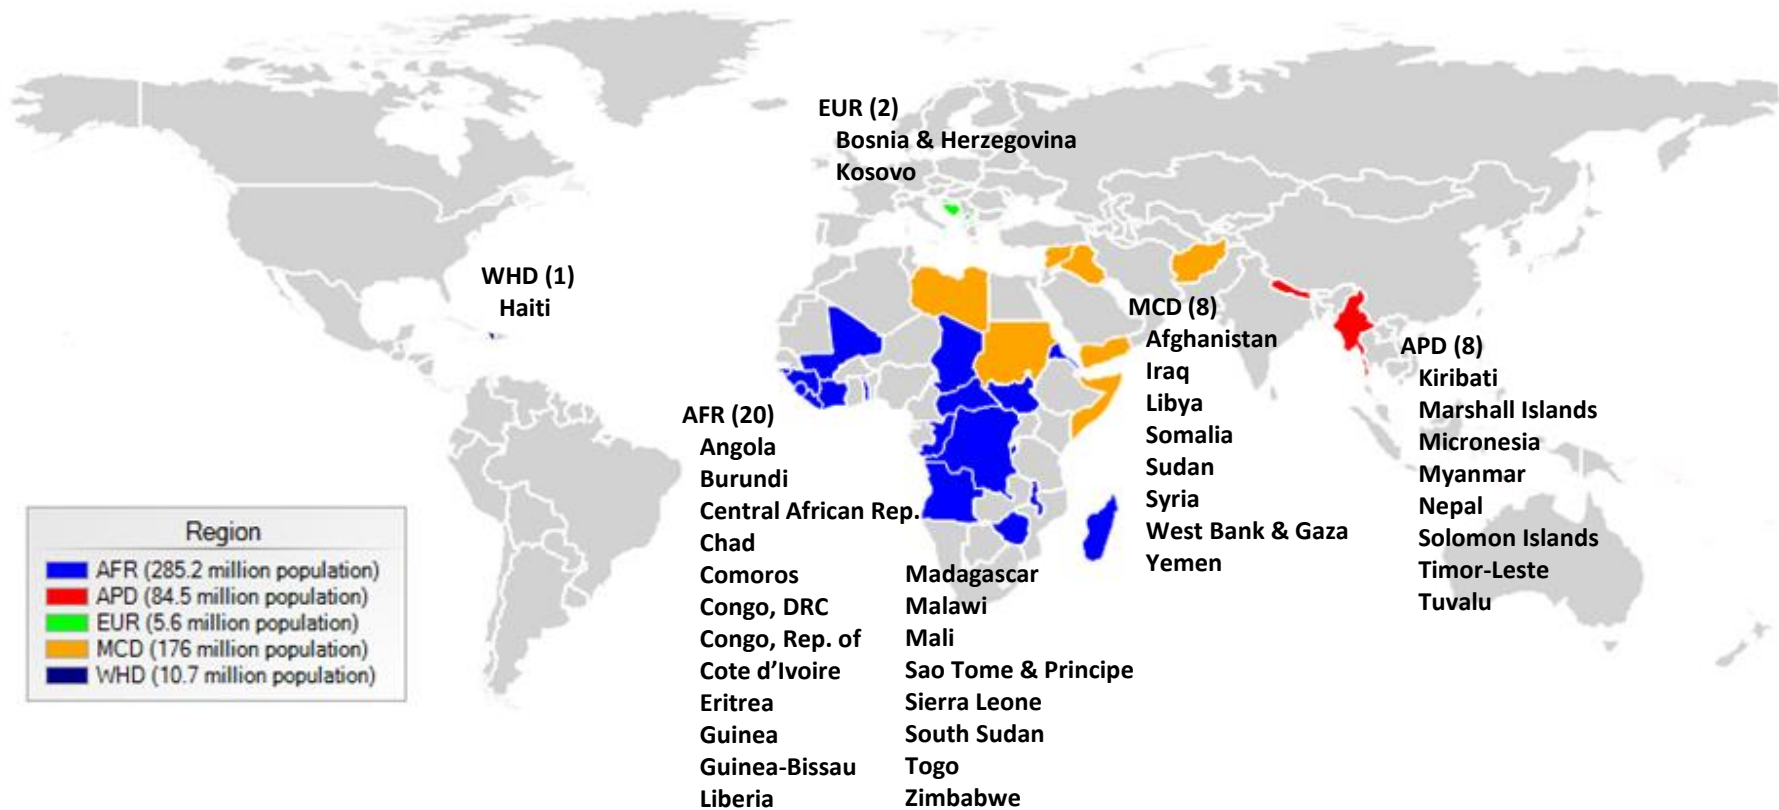 EUR (2)
Bosnia & Herzegovina
Kosovo
WHD (1)
Haiti
MCD (8)
Afghanistan
Iraq
Libya
Somalia
Sudan
Syria
West Bank & Gaza
Yemen
APD (8)
Kiribati
Marshall Islands
Micronesia
Myanmar
Nepal
Solomon Islands
Timor-Leste
Tuvalu
AFR (20)
Angola
Burundi
Central African Rep.
Chad
Comoros
Congo, DRC
Congo, Rep. of
Cote d’Ivoire
Eritrea
Guinea
Guinea-Bissau
Liberia
Madagascar
Malawi
Mali
Sao Tome & Principe
Sierra Leone
South Sudan
Togo
Zimbabwe
Region
AFR (285.2 million population)
APD (84.5 million population)
EUR (5.6 million population)
MCD (176 million population)
WHD (10.7 million population)